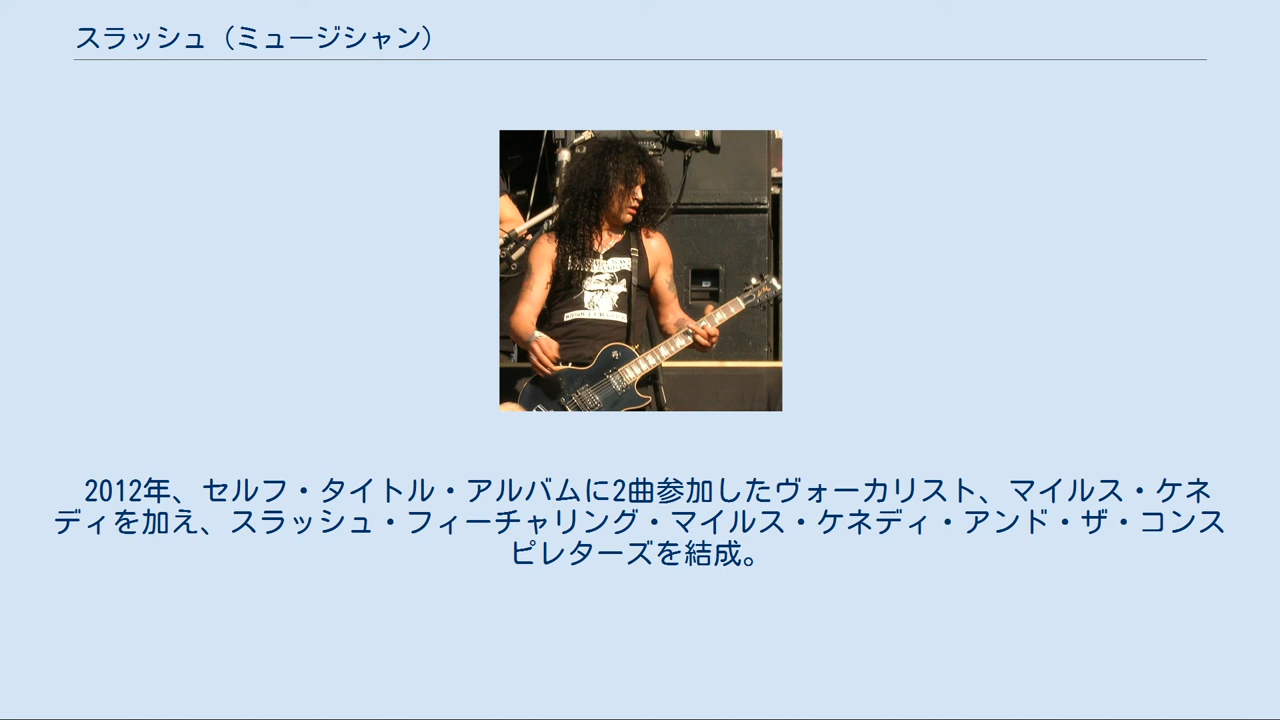 スラッシュ（ミュージシャン）
2012年、セルフ・タイトル・アルバムに2曲参加したヴォーカリスト、マイルス・ケネ
ディを加え、スラッシュ・フィーチャリング・マイルス・ケネディ・アンド・ザ・コンス
ピレターズを結成。